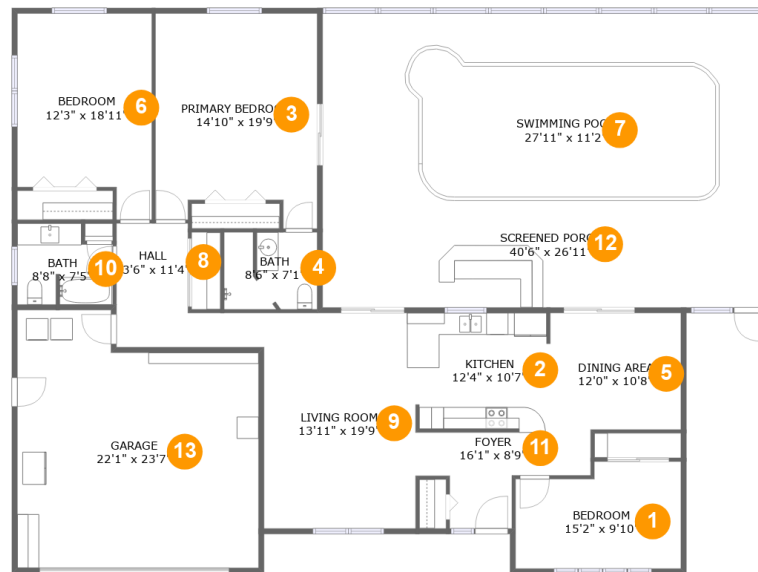 BEDROOM
12'3" x 18'11"
6
PRIMARY BEDRO
14'10" x 19'9
3
SWIMMING POO
27'11" x 11'2
7
SCREENED PORC
40'6" x 26'11
12
HALL
3'6" x 11'4"
8
BATH
8'8" x 7'5"
10
BATH
8'6" x 7'1"
4
KITCHEN
12'4" x 10'7"
2
DINING AREA
12'0" x 10'8"
5
LIVING ROOM
13'11" x 19'9"
9
FOYER
16'1" x 8'9"
11
GARAGE
22'1" x 23'7
13
BEDROOM
15'2" x 9'10"
1